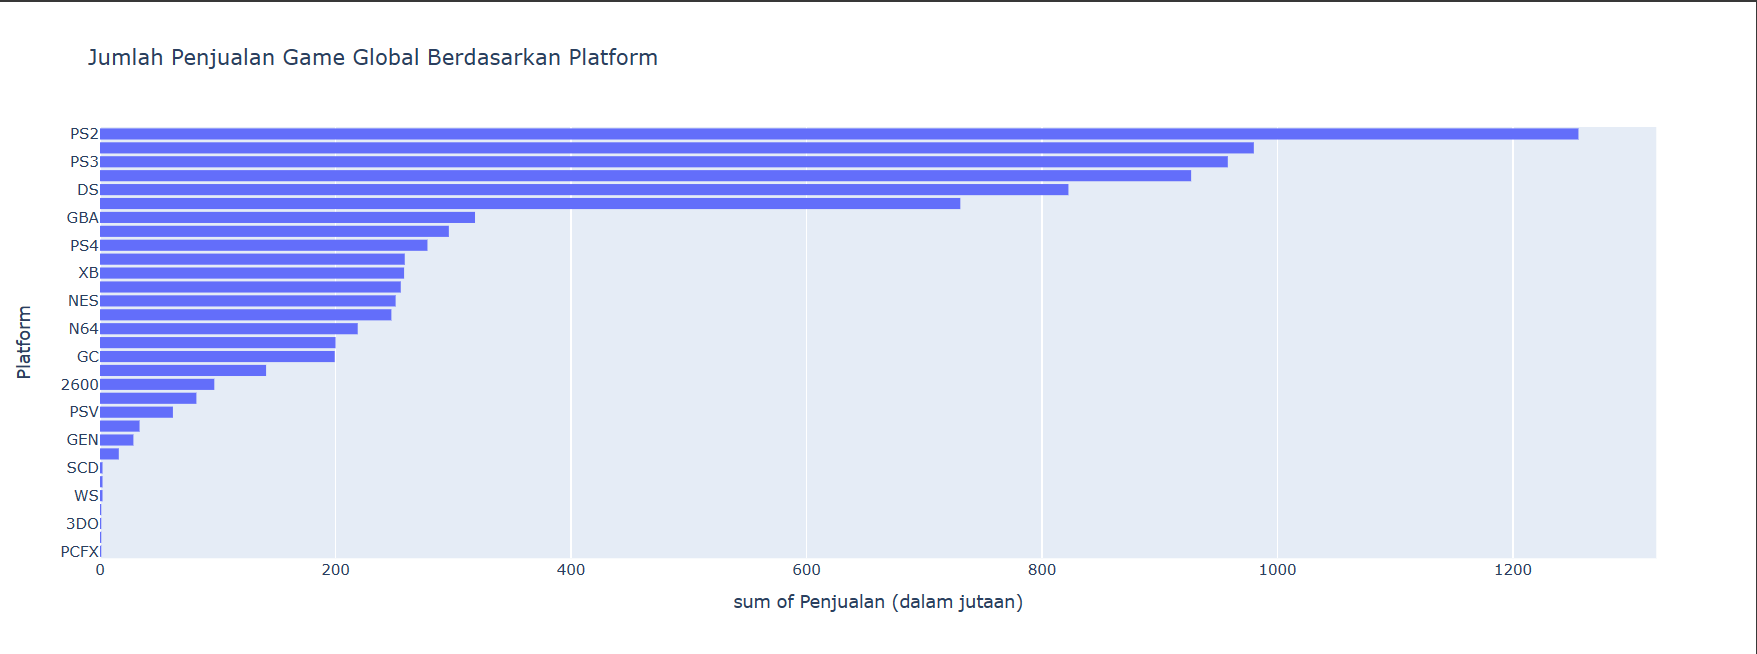 Jumlah Penjualan Game Global Berdasarkan Platform
Platform
PS2
PS3
DS
GBA
PS4
XB
NES
N64
GC
2600
PSV
GEN
SCD
WS
3DO
PCFX
0 200 400 600 800 1000 1200
sum of Penjualan (dalam jutaan)